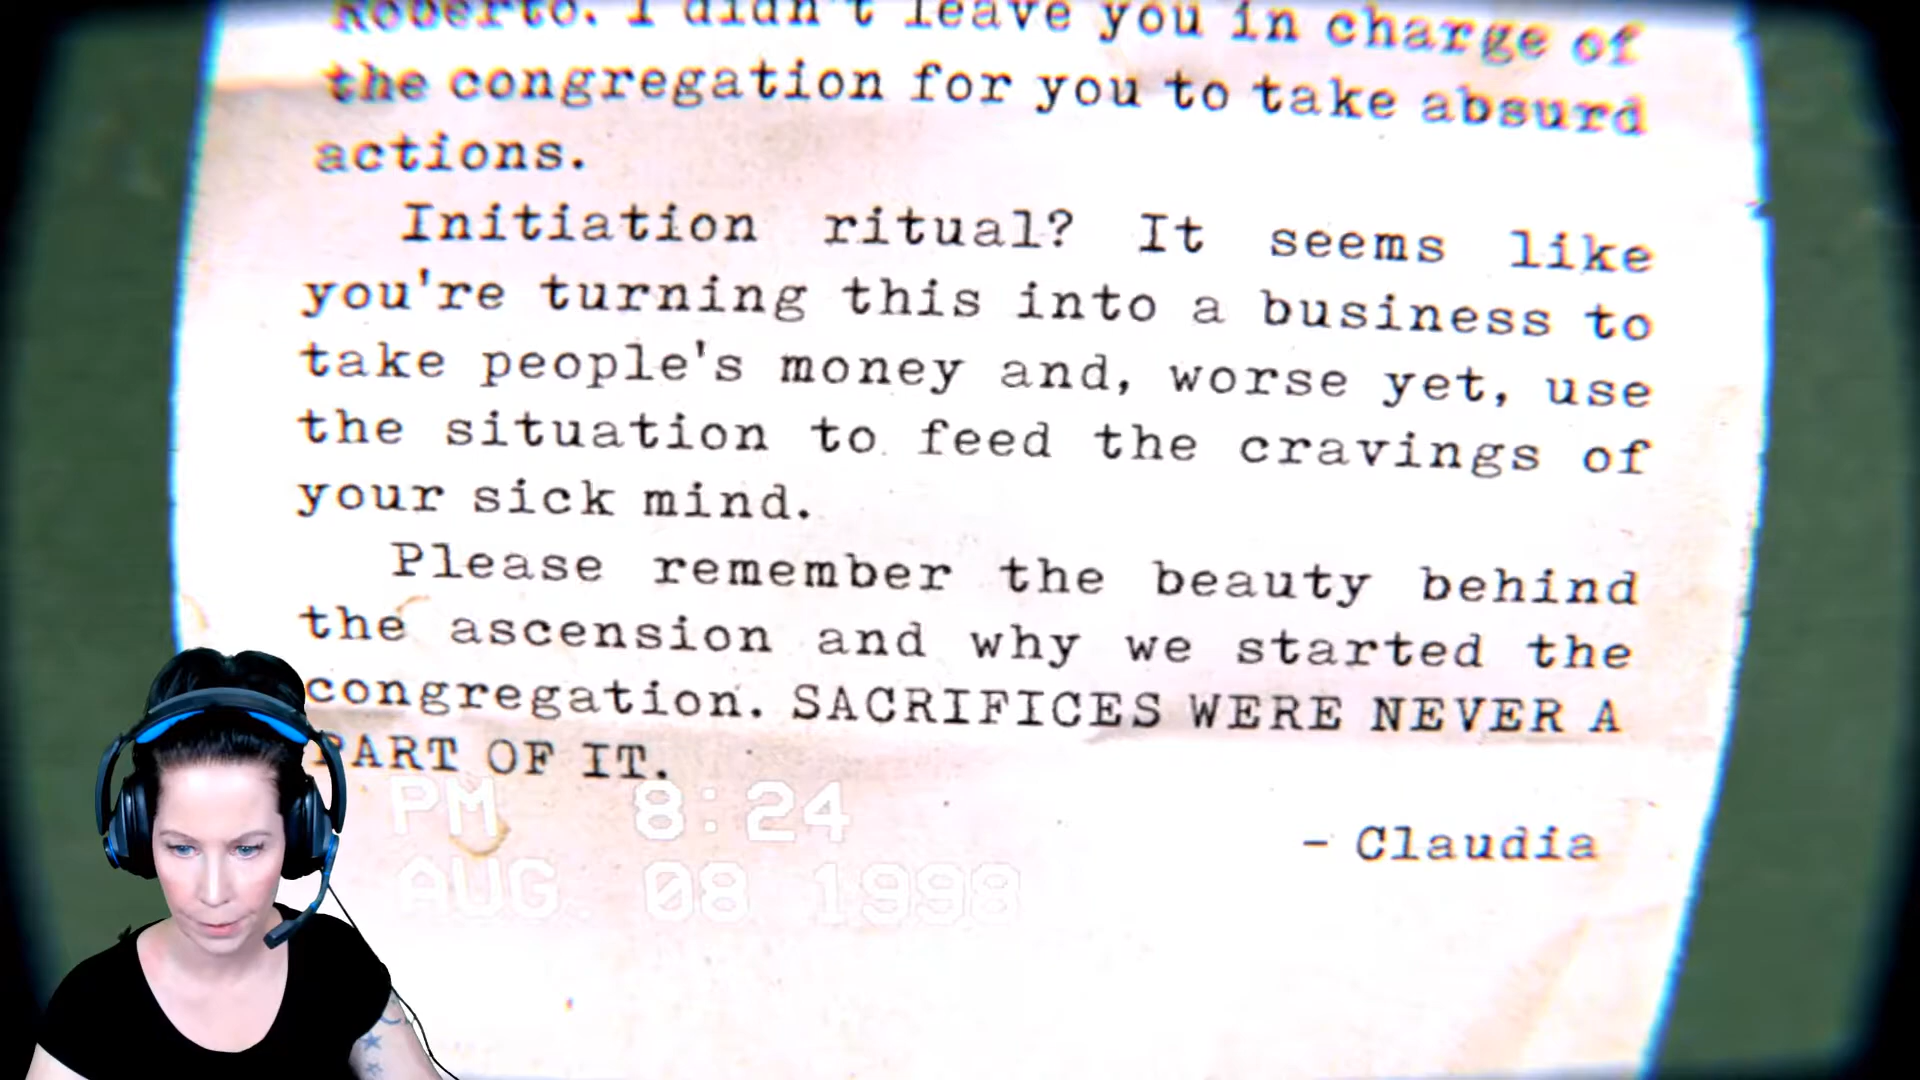 Roberto. I didn't leave you in charge of
the congregation for you to take absurd
actions.
Initiation ritual? It seems like
you're turning this into a business to
take people's money and, worse yet, use
the situation to feed the cravings of
your sick mind.
Please remember the beauty behind
the ascension and why we started the
congregation. SACRIFICES WERE NEVER A
PART OF IT.
PM 8:24
- Claudia
AUG 08 1998